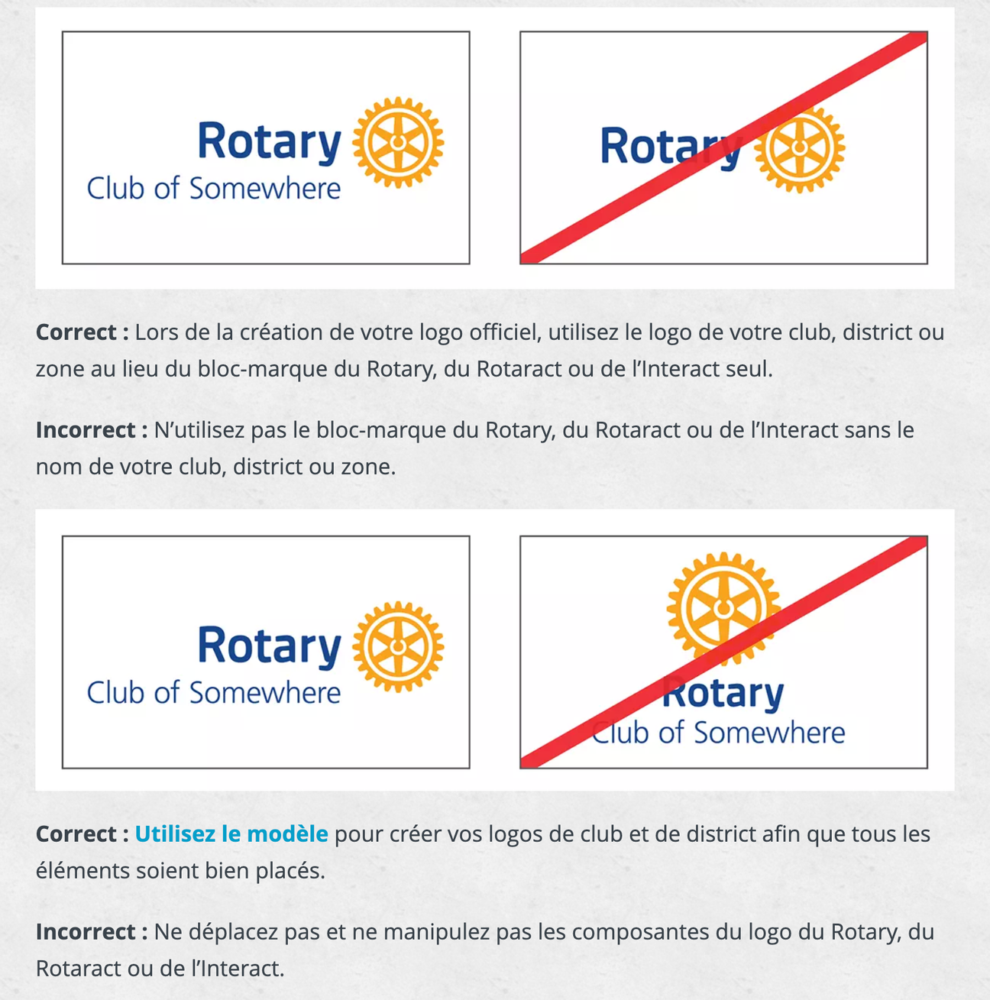 Rotary
Club of Somewhere
Rotary
Correct : Lors de la création de votre logo officiel, utilisez le logo de votre club, district ou
zone au lieu du bloc-marque du Rotary, du Rotaract ou de l’Interact seul.
Incorrect : N’utilisez pas le bloc-marque du Rotary, du Rotaract ou de l’Interact sans le
nom de votre club, district ou zone.
Rotary
Club of Somewhere
Rotary
Club of Somewhere
Correct : Utilisez le modèle pour créer vos logos de club et de district afin que tous les
éléments soient bien placés.
Incorrect : Ne déplacez pas et ne manipulez pas les composantes du logo du Rotary, du
Rotaract ou de l’Interact.